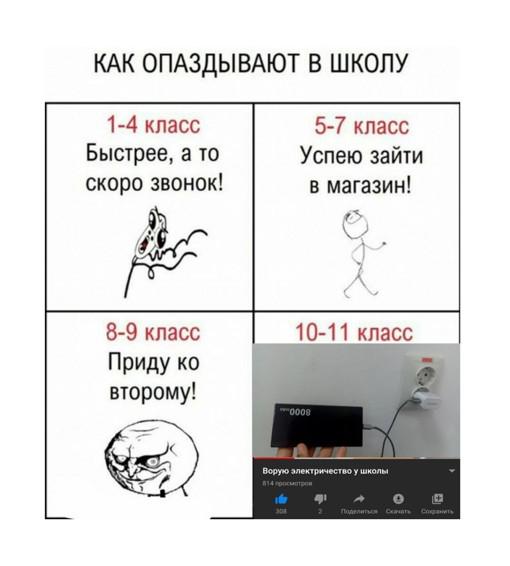 КАК ОПАЗДЫВАЮТ В ШКОЛУ
1-4 класс
Быстрее, а то
скоро звонок!
5-7 класс
Успею зайти
в магазин!
8-9 класс
Приду ко
второму!
10-11 класс
8000
Ворую электричество у школы
814 просмотров
308
2
Поделиться
Скачать
Сохранить